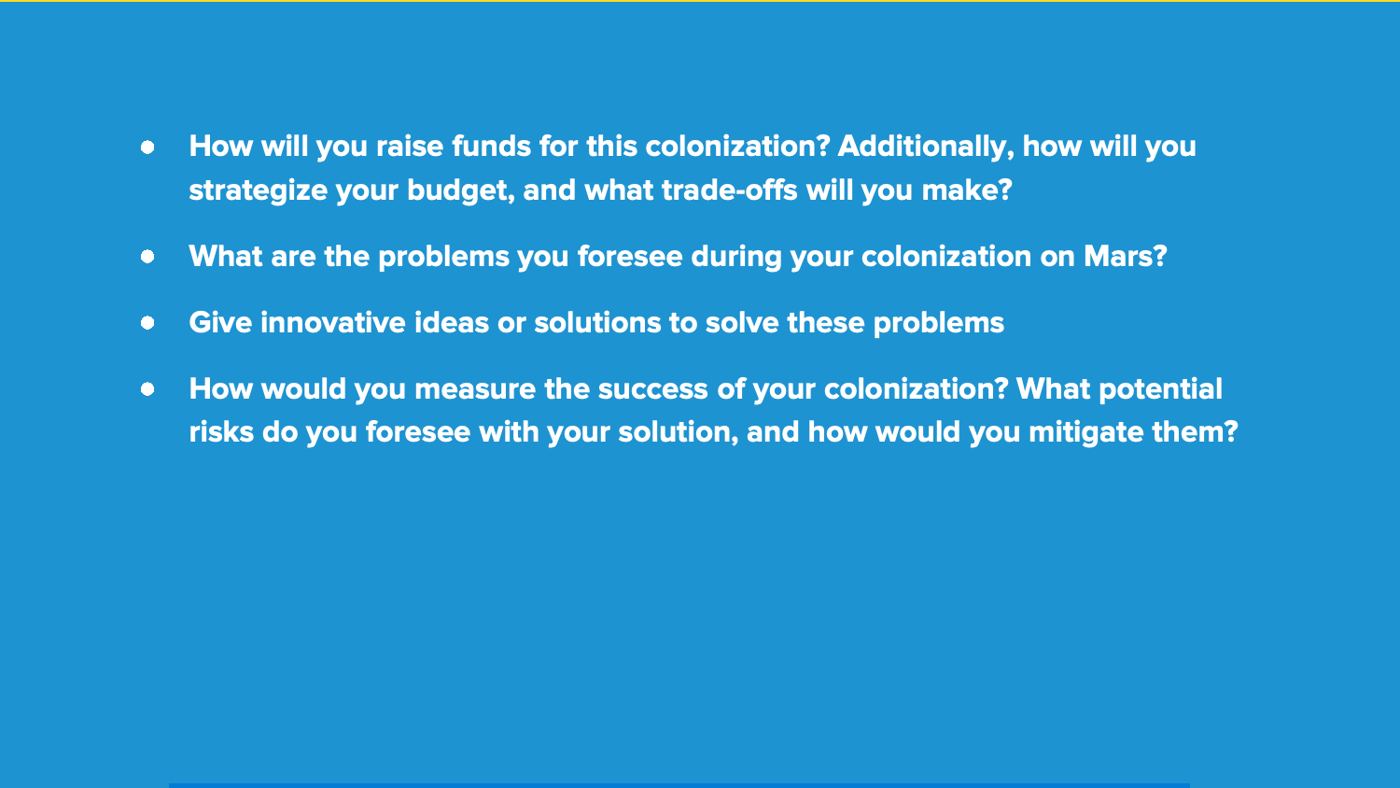 • How will you raise funds for this colonization? Additionally, how will you
strategize your budget, and what trade-offs will you make?
• What are the problems you foresee during your colonization on Mars?
• Give innovative ideas or solutions to solve these problems
• How would you measure the success of your colonization? What potential
risks do you foresee with your solution, and how would you mitigate them?